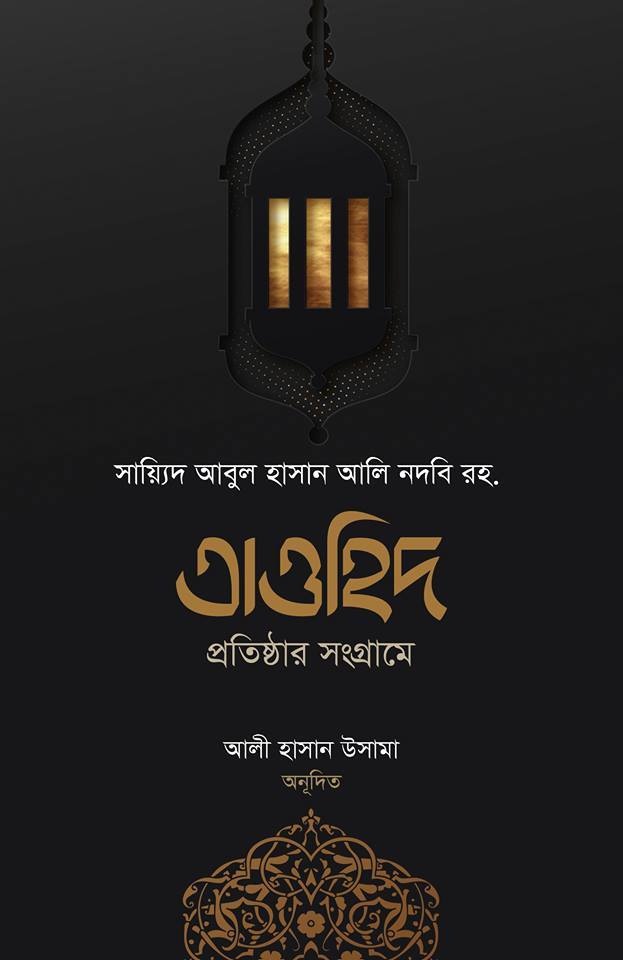 সায়্যিদ আবুল হাসান আলি নদবি রহ.
তাওহিদ
প্রতিষ্ঠার সংগ্রামে
আলী হাসান উসামা
অনূদিত